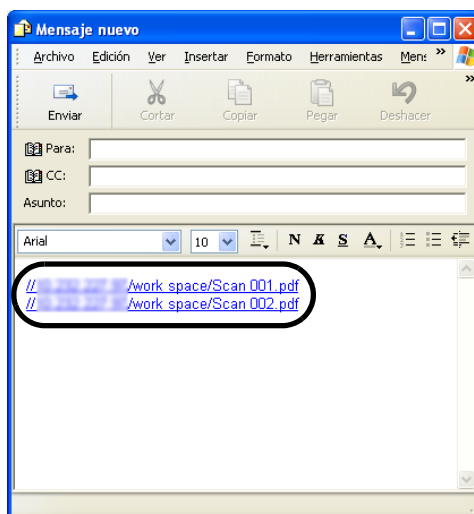 Mensaje nuevo
Archivo Edición Ver Insertar Formato Herramientas »
Enviar Cortar Copiar Pegar Deshacer »
Para:
CC:
Asunto:
Arial 10 N K S A
// /work space/Scan 001.pdf
// /work space/Scan 002.pdf